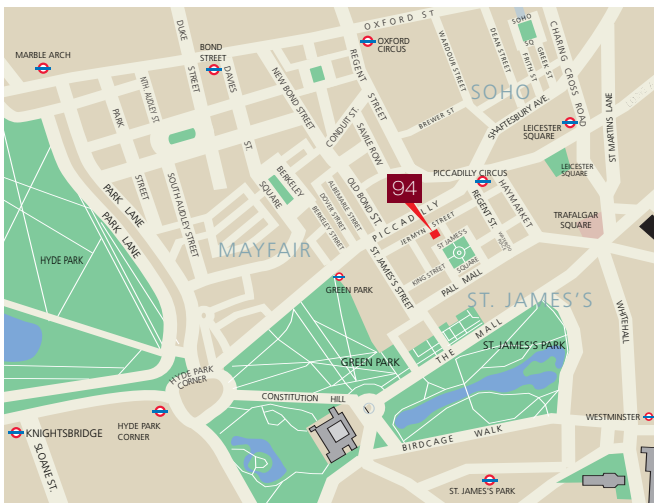 OXFORD ST
SOHO
SQ
MARBLE ARCH
DUKE
STREET
BOND
STREET
DAVIES
ST.
OXFORD
CIRCUS
REGENT
STREET
WARDOUR STREET
DEAN STREET
FRITH ST
GREEK ST
CHARING CROSS ROAD
NTH. AUDLEY ST.
NEW BOND STREET
SOHO
CONDUIT ST.
SAVILE ROW
BREWER ST
SHAFTESBURY AVE.
LEICESTER
SQUARE
ST MARTINS LANE
PARK
STREET
SOUTH AUDLEY STREET
PARK LANE
PARK LANE
BERKELEY
SQUARE
ALBEMARLE STREET
DOVER STREET
BERKELEY STREET
OLD BOND ST
94
PICCADILLY CIRCUS
LEICESTER
SQUARE
HAYMARKET
REGENT ST
TRAFALGAR
SQUARE
PICCADILLY
JERMYN STREET
ST JAMES'S
SQUARE
KING STREET
PALL MALL
ST. JAMES'S STREET
HYDE PARK
MAYFAIR
GREEN PARK
ST. JAMES'S
WHITEHALL
THE MALL
ST. JAMES'S PARK
GREEN PARK
HYDE PARK
CORNER
CONSTITUTION HILL
HYDE PARK
CORNER
KNIGHTSBRIDGE
SLOANE ST.
BIRDCAGE WALK
WESTMINSTER
ST. JAMES'S PARK